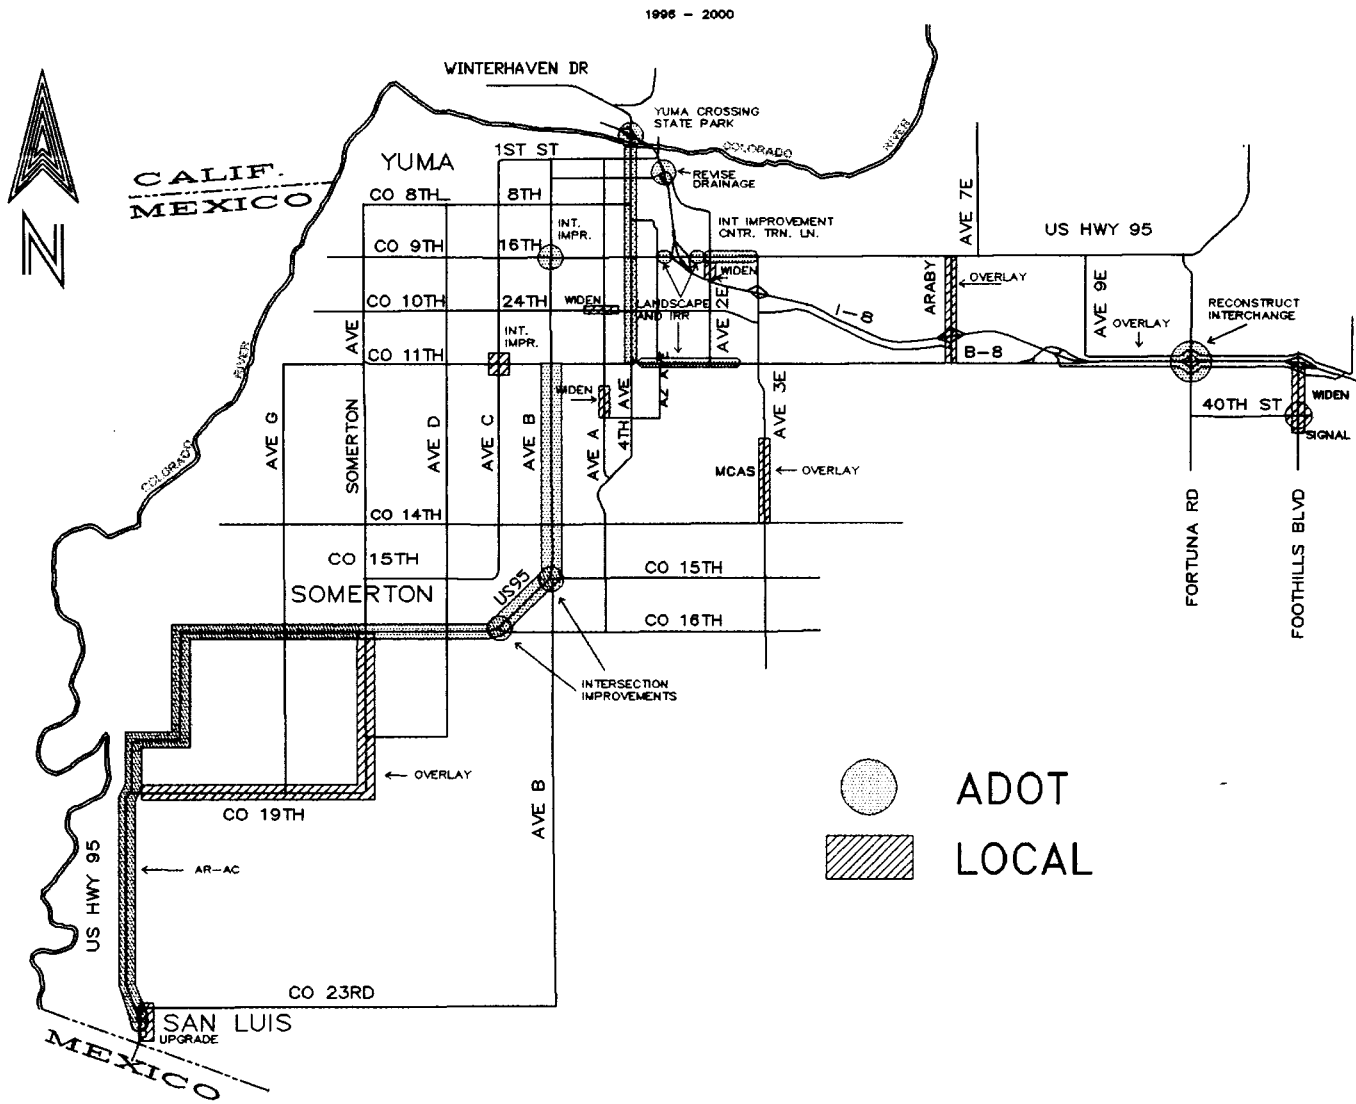 1996 - 2000
WINTERHAVEN DR
YUMA CROSSING
STATE PARK
COLORADO
RIVER
CALIF.
MEXICO
YUMA
1ST ST
REVISE
DRAINAGE
CO 8TH
8TH
INT.
IMPR.
INT IMPROVEMENT
CNTR. TRN. LN.
AVE 7E
US HWY 95
CO 9TH
16TH
WIDEN
ARABY
OVERLAY
AVE 9E
CO 10TH
24TH
WIDEN
LANDSCAPE
AND IRR
AVE 2E
I-8
RECONSTRUCT
INTERCHANGE
OVERLAY
INT.
IMPR.
CO 11TH
B-8
RIVER
COLORADO
AVE G
SOMERTON AVE
AVE D
AVE C
AVE B
WIDEN
AVE A
4TH AVE
AVE 3E
MCAS
OVERLAY
40TH ST
WIDEN
SIGNAL
FORTUNA RD
FOOTHILLS BLVD
CO 14TH
CO 15TH
SOMERTON
US95
CO 15TH
CO 16TH
INTERSECTION
IMPROVEMENTS
OVERLAY
CO 19TH
AVE B
US HWY 95
AR-AC
ADOT
LOCAL
CO 23RD
SAN LUIS
UPGRADE
MEXICO
N